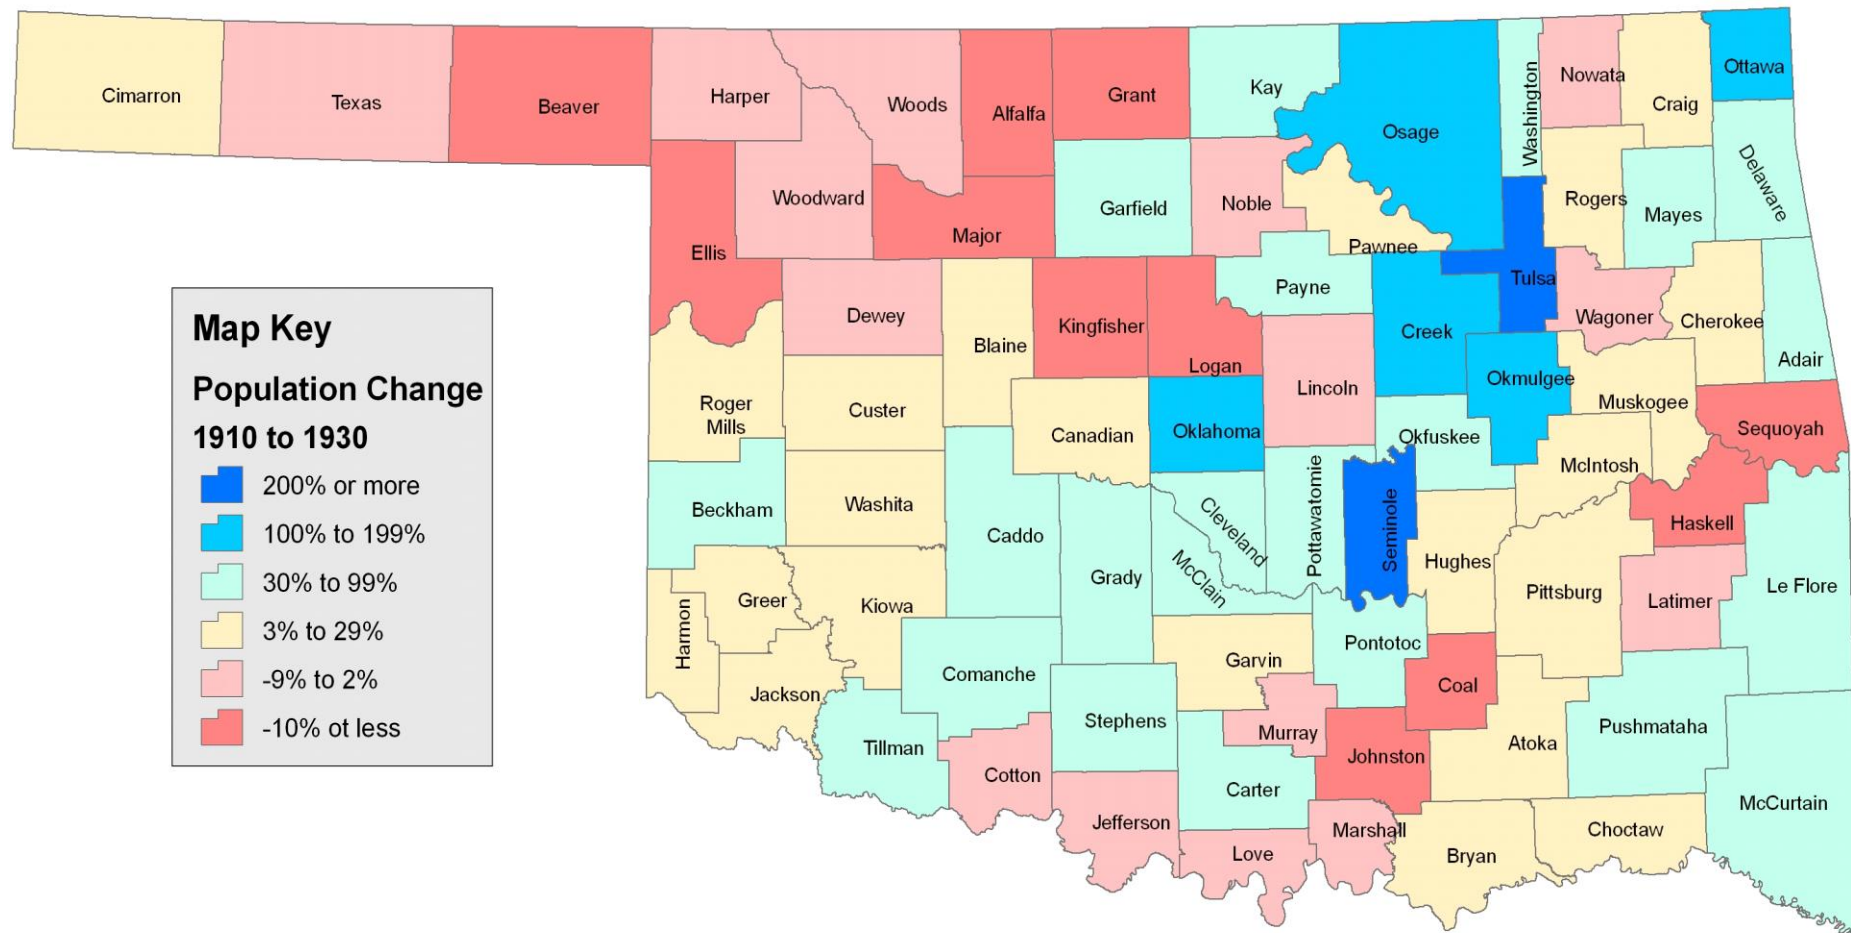 Cimarron
Texas
Beaver
Harper
Woods
Alfalfa
Grant
Kay
Osage
Washington
Nowata
Craig
Ottawa
Ellis
Woodward
Major
Garfield
Noble
Pawnee
Rogers
Mayes
Delaware
Dewey
Blaine
Kingfisher
Logan
Payne
Creek
Tulsa
Wagoner
Cherokee
Adair
Map Key
Population Change
1910 to 1930
200% or more
100% to 199%
30% to 99%
3% to 29%
-9% to 2%
-10% ot less
Roger
Mills
Custer
Canadian
Oklahoma
Lincoln
Okfuskee
Okmulgee
Muskogee
Sequoyah
Beckham
Washita
Caddo
Grady
Cleveland
McClain
Pottawatomie
Seminole
Hughes
McIntosh
Haskell
Harmon
Greer
Kiowa
Jackson
Comanche
Garvin
Pontotoc
Pittsburg
Latimer
Le Flore
Tillman
Cotton
Stephens
Murray
Carter
Johnston
Coal
Atoka
Pushmataha
McCurtain
Jefferson
Love
Marshall
Bryan
Choctaw